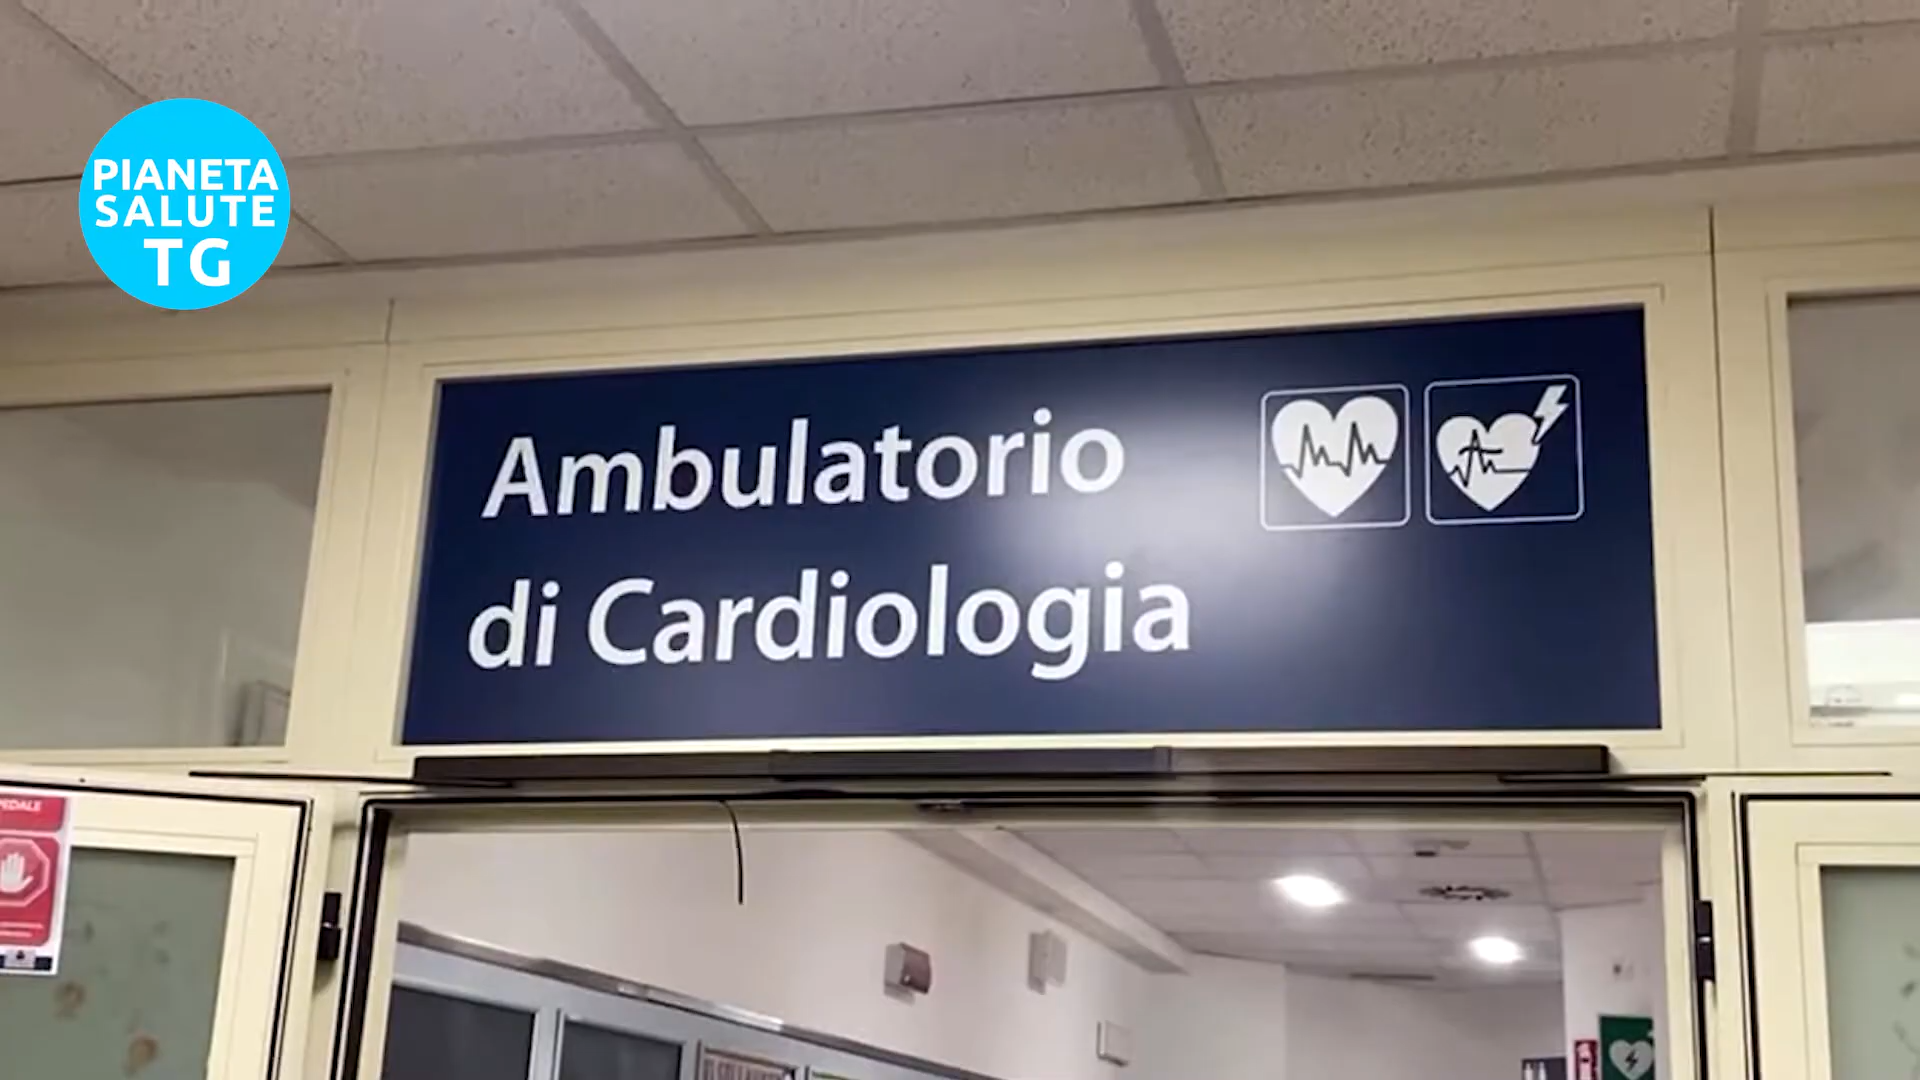 PIANETA
SALUTE
TG
Ambulatorio
di Cardiologia